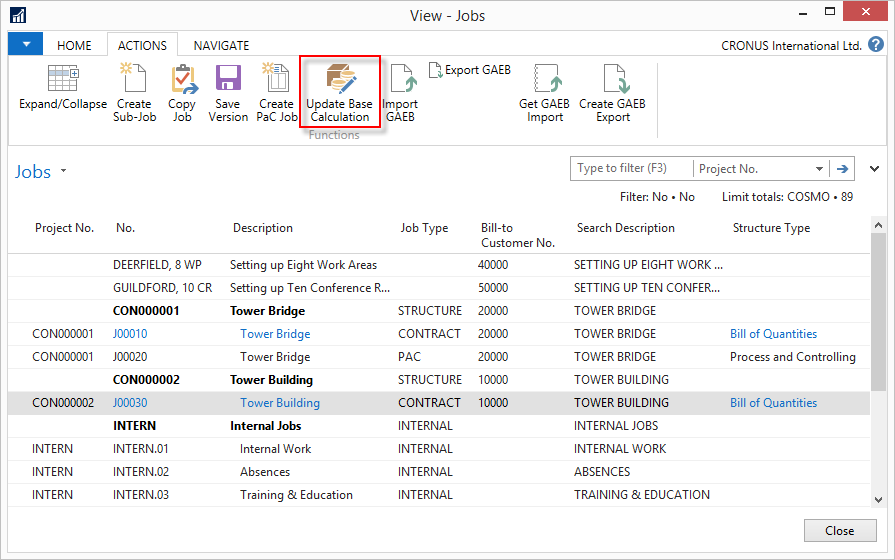 View - Jobs
HOME ACTIONS NAVIGATE CRONUS International Ltd. ?
Expand/Collapse Create Sub-Job Copy Job Save Version Create PaC Job Update Base Calculation Import GAEB Export GAEB Get GAEB Import Create GAEB Export
Functions
Jobs Type to filter (F3) Project No.
Filter: No • No Limit totals: COSMO • 89
Project No. No. Description Job Type Bill-to Customer No. Search Description Structure Type
DEERFIELD, 8 WP Setting up Eight Work Areas 40000 SETTING UP EIGHT WORK ...
GUILDFORD, 10 CR Setting up Ten Conference R... 50000 SETTING UP TEN CONFER...
CON000001 Tower Bridge STRUCTURE 20000 TOWER BRIDGE
CON000001 J00010 Tower Bridge CONTRACT 20000 TOWER BRIDGE Bill of Quantities
CON000001 J00020 Tower Bridge PAC 20000 TOWER BRIDGE Process and Controlling
CON000002 Tower Building STRUCTURE 10000 TOWER BUILDING
CON000002 J00030 Tower Building CONTRACT 10000 TOWER BUILDING Bill of Quantities
INTERN Internal Jobs INTERNAL INTERNAL JOBS
INTERN INTERN.01 Internal Work INTERNAL INTERNAL WORK
INTERN INTERN.02 Absences INTERNAL ABSENCES
INTERN INTERN.03 Training & Education INTERNAL TRAINING & EDUCATION
Close